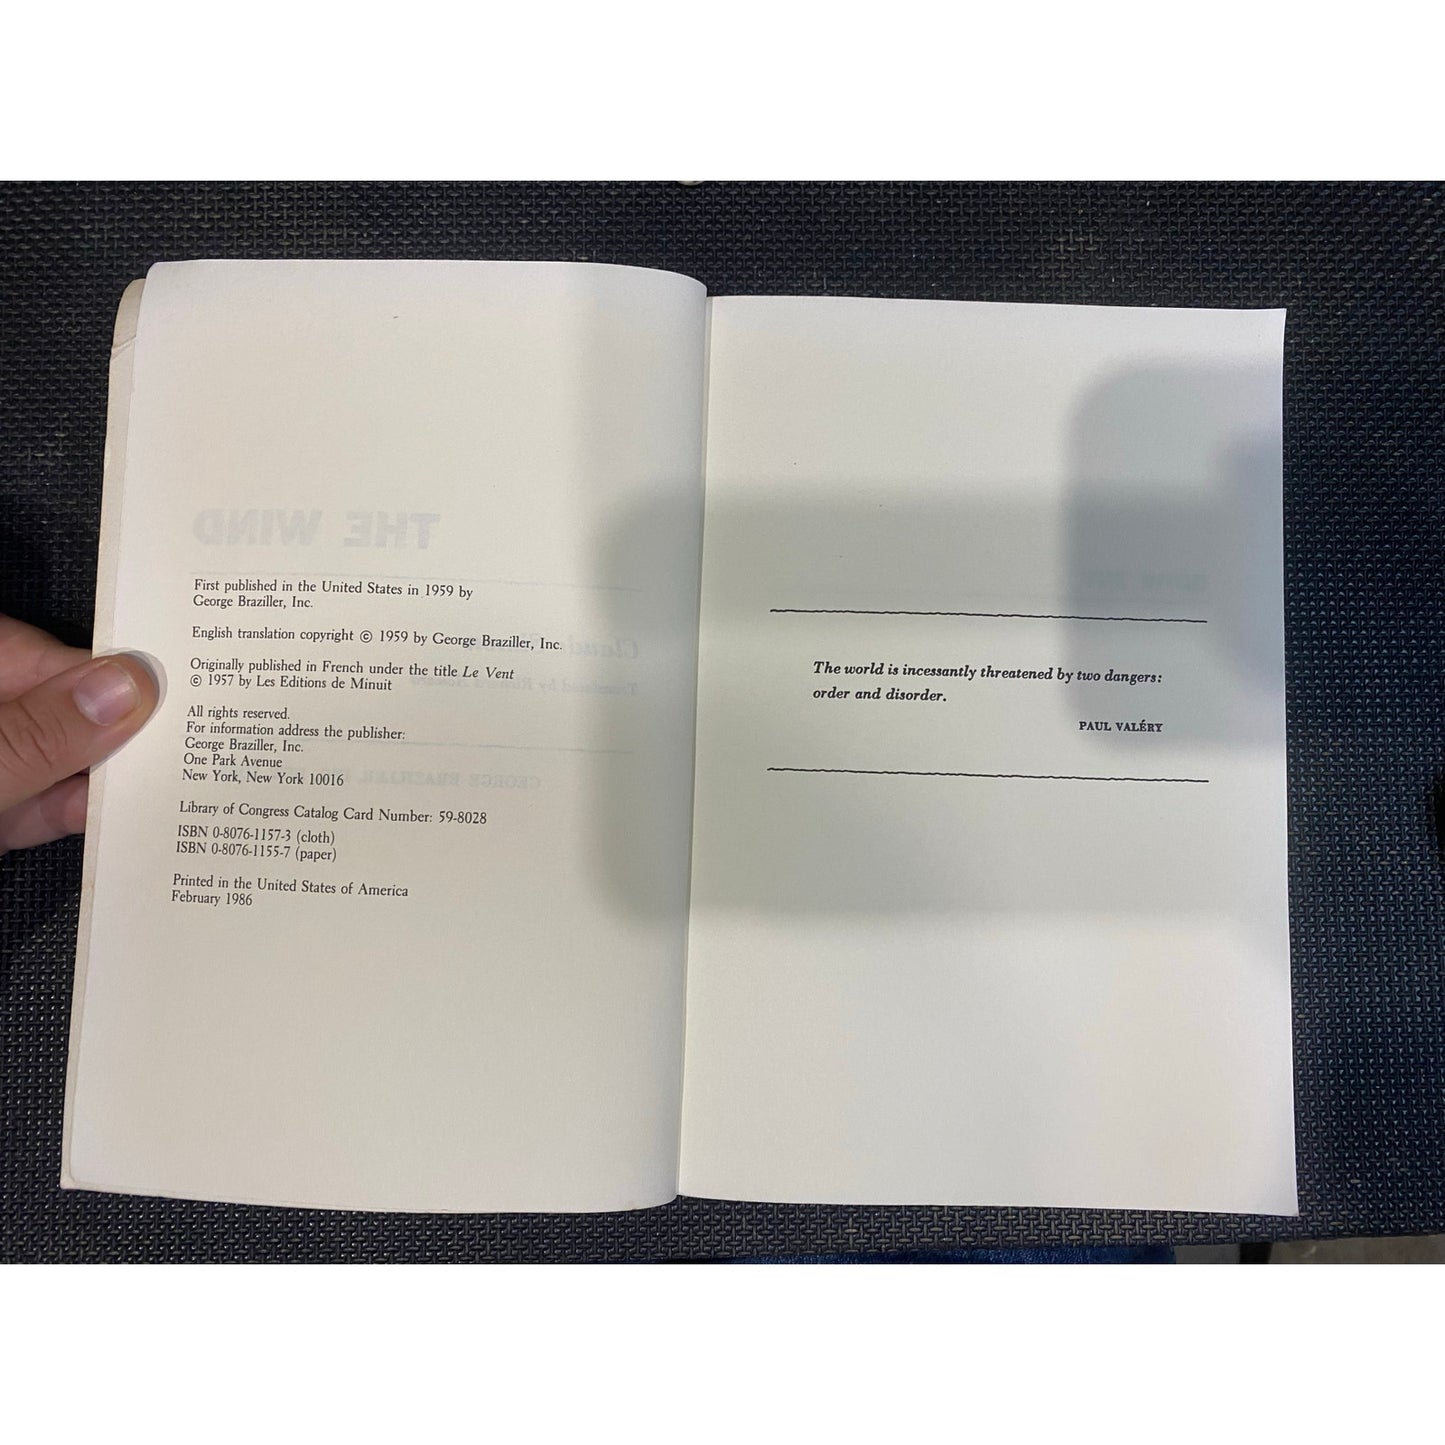 THE WIND
First published in the United States in 1959 by
George Braziller, Inc.
English translation copyright © 1959 by George Braziller, Inc.
Originally published in French under the title Le Vent
© 1957 by Les Editions de Minuit
All rights reserved.
For information address the publisher:
George Braziller, Inc.
One Park Avenue
New York, New York 10016
Library of Congress Catalog Card Number: 59-8028
ISBN 0-8076-1157-3 (cloth)
ISBN 0-8076-1155-7 (paper)
Printed in the United States of America
February 1986
The world is incessantly threatened by two dangers:
order and disorder.
PAUL VALÉRY